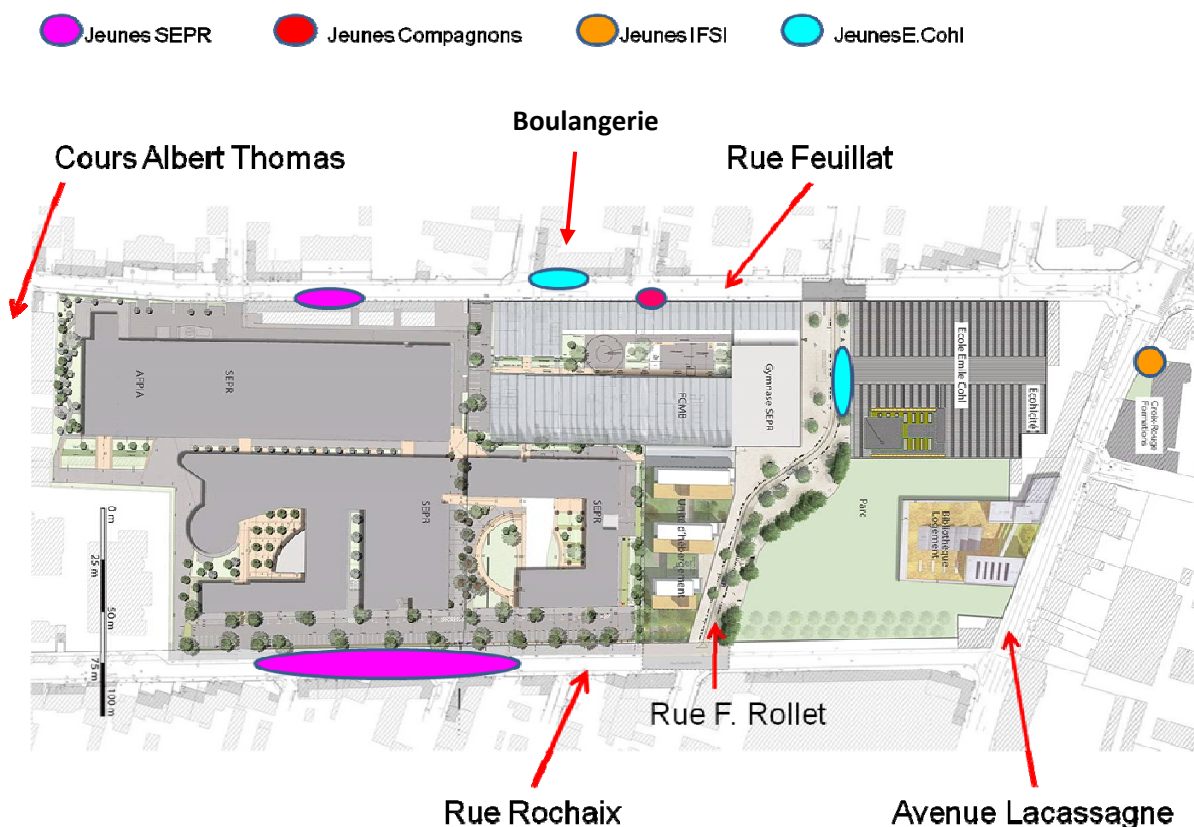 Jeunes SEPR
Jeunes Compagnons
Jeunes IFSI
Jeunes E.Cohl
Boulangerie
Cours Albert Thomas
Rue Feuillat
APPA
SEPR
FCMB
Gymnase SEPR
Ecole Emile Cohl
Ecohlcité
Croix-Rouge
Formations
SEPR
SEPR
Unité d'hébergement
Parc
Bibliothèque
Logement
0 m
25 m
50 m
75 m
100 m
Rue F. Rollet
Rue Rochaix
Avenue Lacassagne